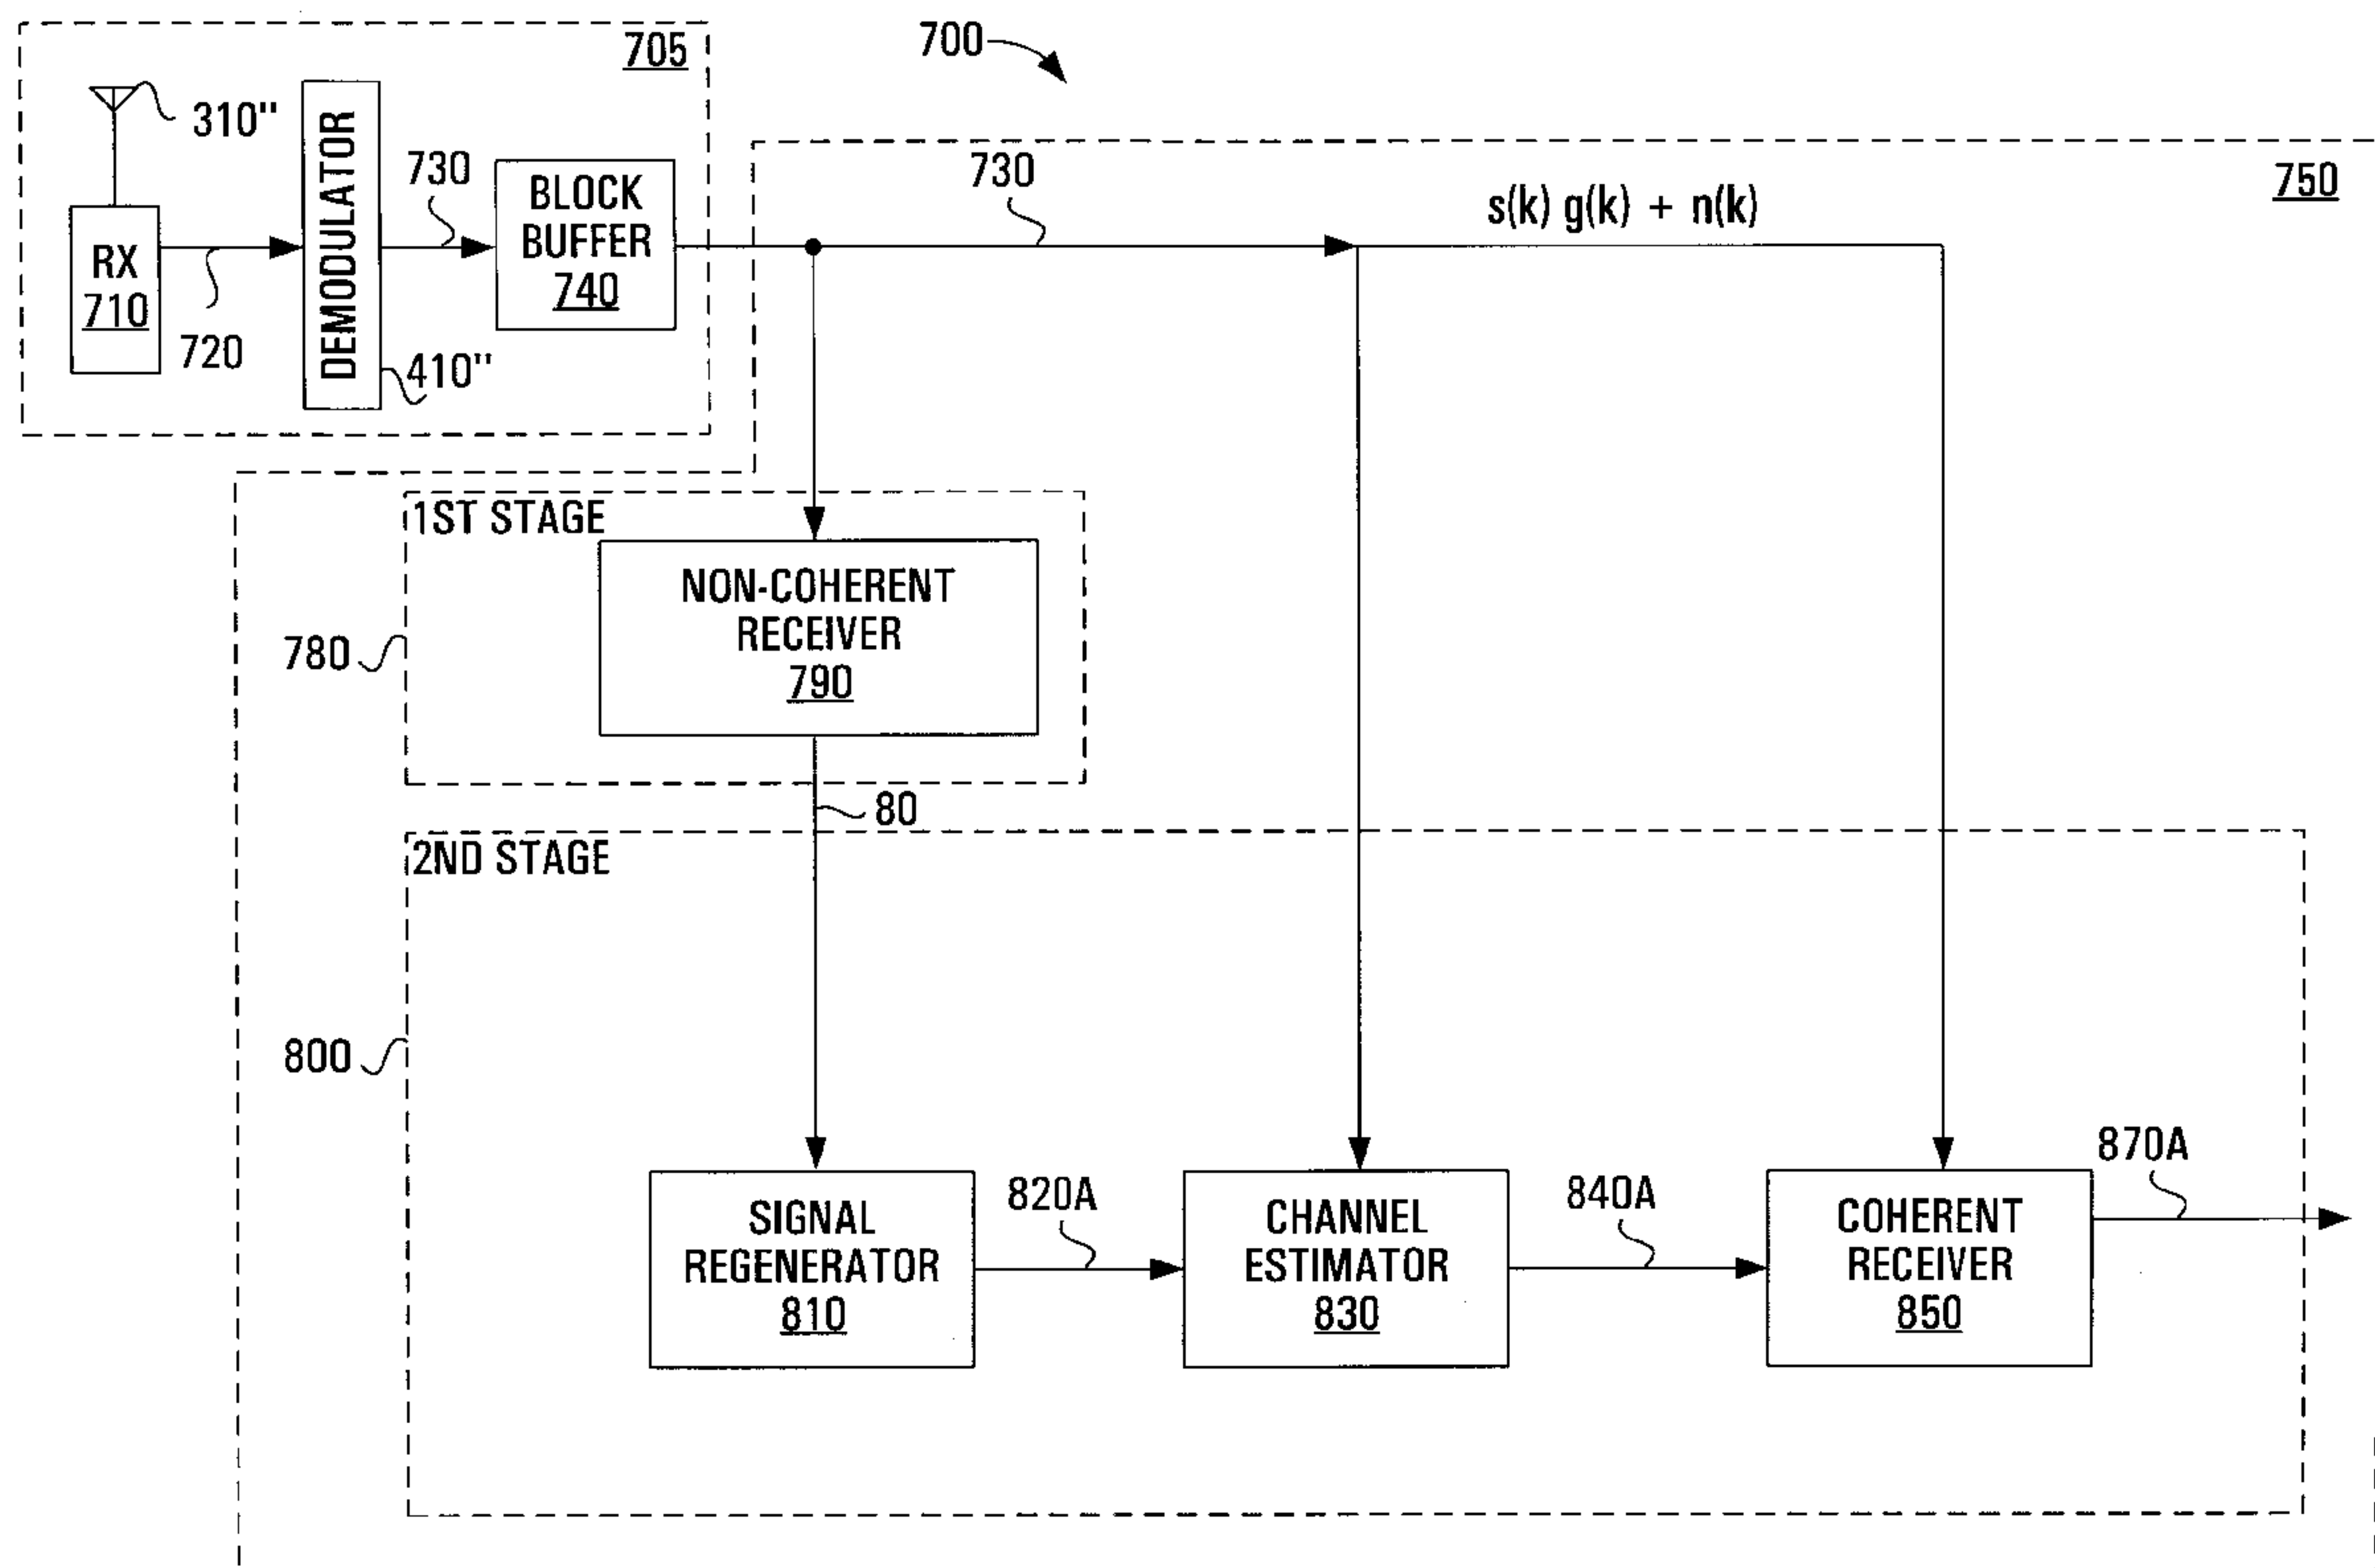 705
700
310"
DEMODULATOR
730
BLOCK
BUFFER
740
730
s(k) g(k) + n(k)
750
RX
710
720
410"
1ST STAGE
NON-COHERENT
RECEIVER
790
780
80
2ND STAGE
800
870A
820A
840A
SIGNAL
REGENERATOR
810
CHANNEL
ESTIMATOR
830
COHERENT
RECEIVER
850